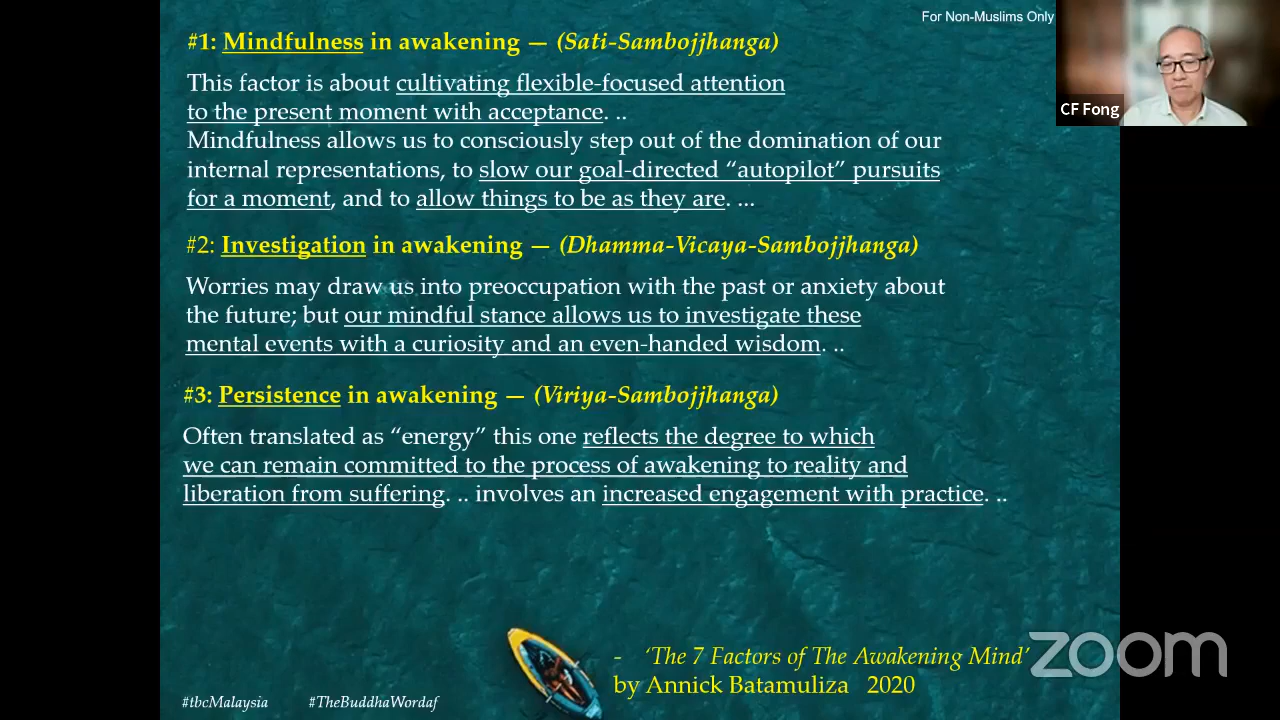 For Non-Muslims Only
#1: Mindfulness in awakening — (Sati-Sambojjhanga)
This factor is about cultivating flexible-focused attention
to the present moment with acceptance. ..
Mindfulness allows us to consciously step out of the domination of our
internal representations, to slow our goal-directed “autopilot” pursuits
for a moment, and to allow things to be as they are. ...
#2: Investigation in awakening — (Dhamma-Vicaya-Sambojjhanga)
Worries may draw us into preoccupation with the past or anxiety about
the future; but our mindful stance allows us to investigate these
mental events with a curiosity and an even-handed wisdom. ..
#3: Persistence in awakening — (Viriya-Sambojjhanga)
Often translated as “energy” this one reflects the degree to which
we can remain committed to the process of awakening to reality and
liberation from suffering. .. involves an increased engagement with practice. ..
- ‘The 7 Factors of The Awakening Mind’
by Annick Batamuliza 2020
#tbcMalaysia #TheBuddhaWordaf
CF Fong
zoom